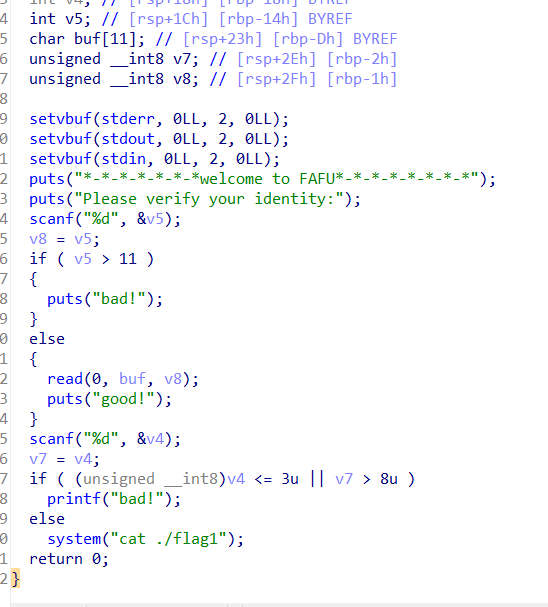 int v4; // [rsp+18h] [rbp-18h] BYREF
4 int v5; // [rsp+1Ch] [rbp-14h] BYREF
5 char buf[11]; // [rsp+23h] [rbp-Dh] BYREF
6 unsigned __int8 v7; // [rsp+2Eh] [rbp-2h]
7 unsigned __int8 v8; // [rsp+2Fh] [rbp-1h]
8
9 setvbuf(stderr, 0LL, 2, 0LL);
0 setvbuf(stdout, 0LL, 2, 0LL);
1 setvbuf(stdin, 0LL, 2, 0LL);
2 puts("*-*-*-*-*-*-*welcome to FAFU*-*-*-*-*-*-*-*");
3 puts("Please verify your identity:");
4 scanf("%d", &v5);
5 v8 = v5;
6 if ( v5 > 11 )
7 {
8 puts("bad!");
9 }
0 else
1 {
2 read(0, buf, v8);
3 puts("good!");
4 }
5 scanf("%d", &v4);
6 v7 = v4;
7 if ( (unsigned __int8)v4 <= 3u || v7 > 8u )
8 printf("bad!");
9 else
0 system("cat ./flag1");
1 return 0;
2 }